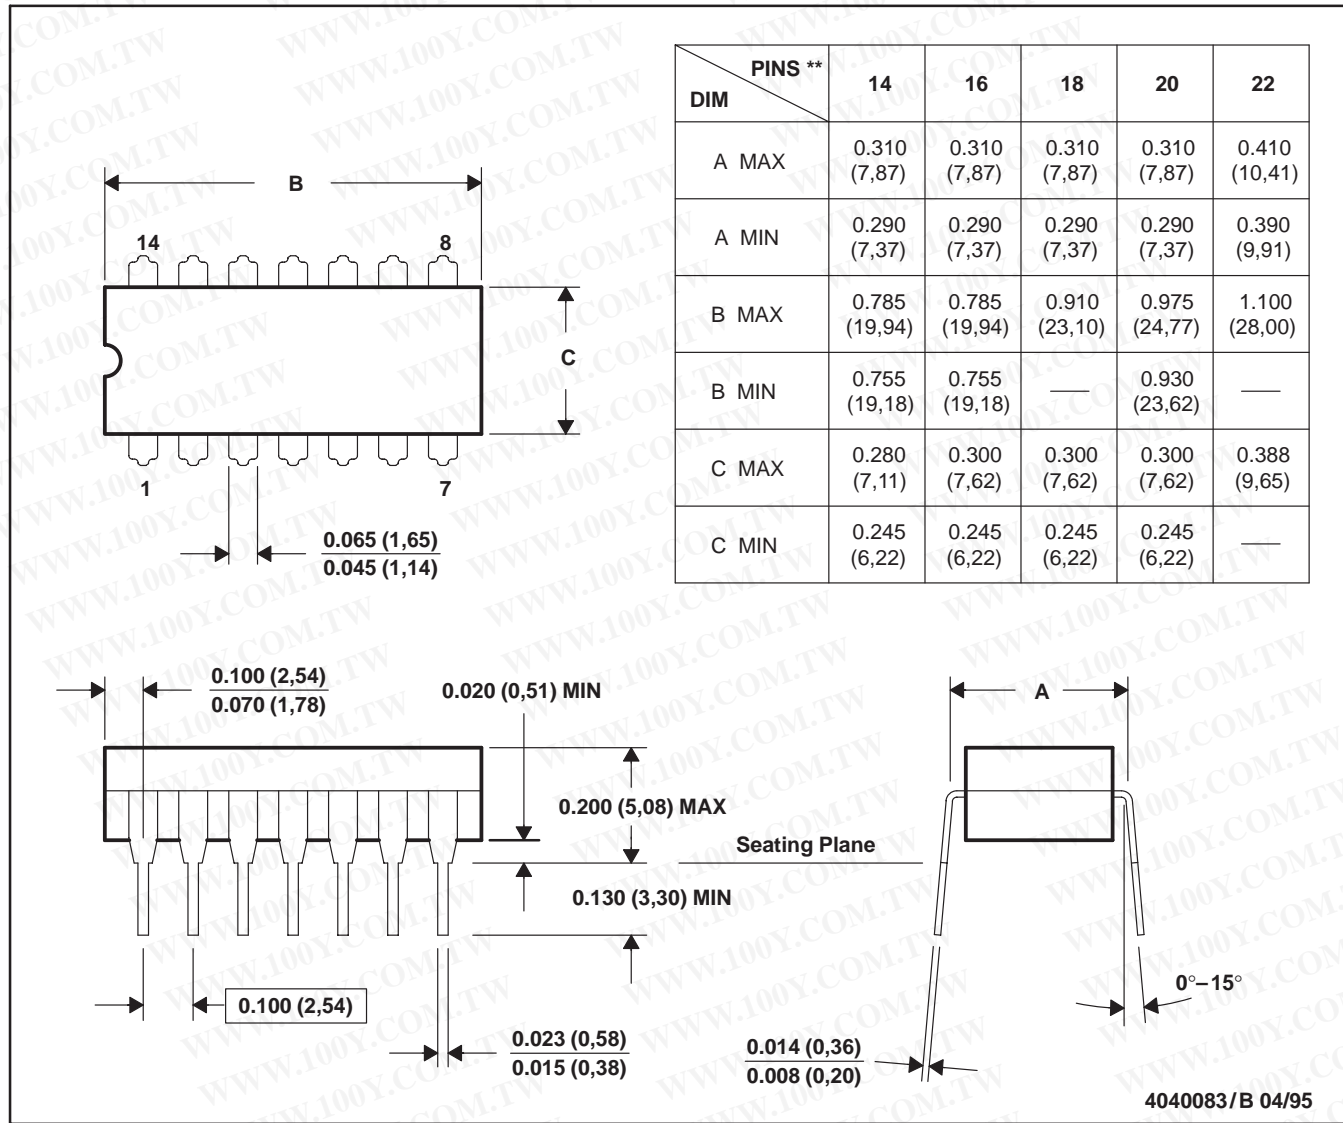 PINS **
DIM
14 16 18 20 22
A MAX 0.310 (7,87) 0.310 (7,87) 0.310 (7,87) 0.310 (7,87) 0.410 (10,41)
A MIN 0.290 (7,37) 0.290 (7,37) 0.290 (7,37) 0.290 (7,37) 0.390 (9,91)
B MAX 0.785 (19,94) 0.785 (19,94) 0.910 (23,10) 0.975 (24,77) 1.100 (28,00)
B MIN 0.755 (19,18) 0.755 (19,18) — 0.930 (23,62) —
C MAX 0.280 (7,11) 0.300 (7,62) 0.300 (7,62) 0.300 (7,62) 0.388 (9,65)
C MIN 0.245 (6,22) 0.245 (6,22) 0.245 (6,22) 0.245 (6,22) —
B
14 8
C
1 7
0.065 (1,65)
0.045 (1,14)
0.100 (2,54)
0.070 (1,78)
0.020 (0,51) MIN
0.200 (5,08) MAX
Seating Plane
0.130 (3,30) MIN
0.100 (2,54)
0.023 (0,58)
0.015 (0,38)
A
0°–15°
0.014 (0,36)
0.008 (0,20)
4040083/B 04/95
WWW.100Y.COM.TW